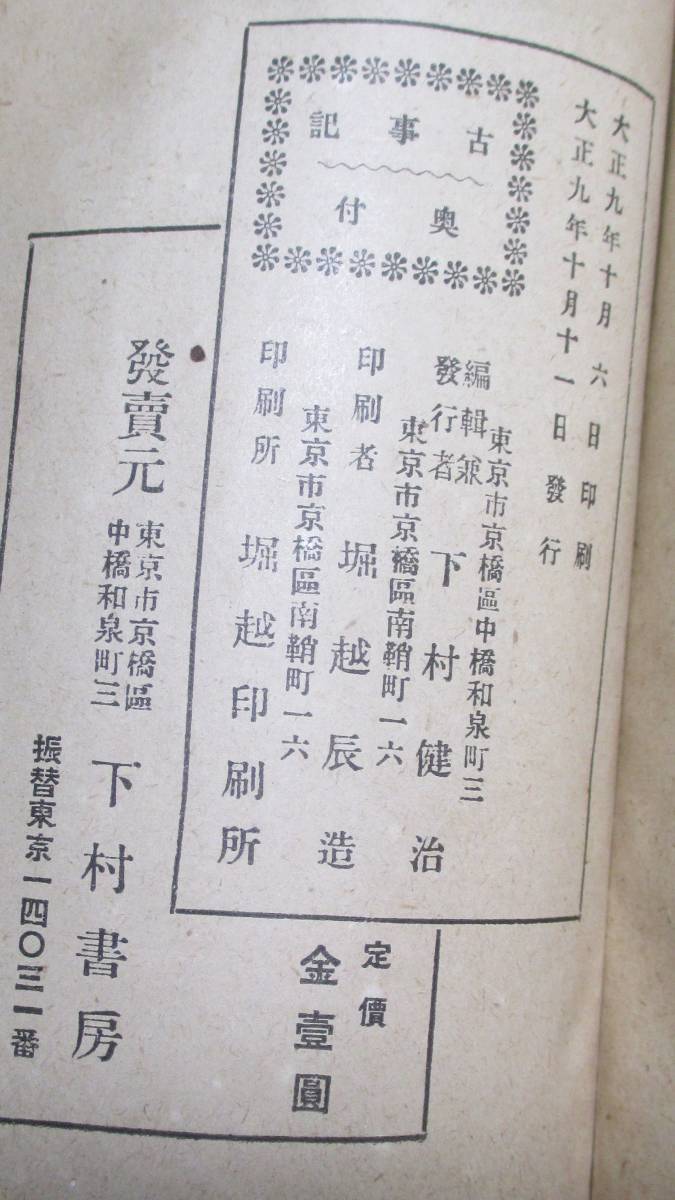 大正九年十月 六日印刷
大正九年十月十一日發行
古事記
奥付
東京市京橋區中橋和泉町三
編輯兼
發行者 下村健治
東京市京橋區南鞘町一六
印刷者 堀越辰造
東京市京橋區南鞘町一六
印刷所 堀越印刷所
定價
金壹圓
發賣元
東京市京橋區
中橋和泉町三
下村書房
振替東京一四〇三一番